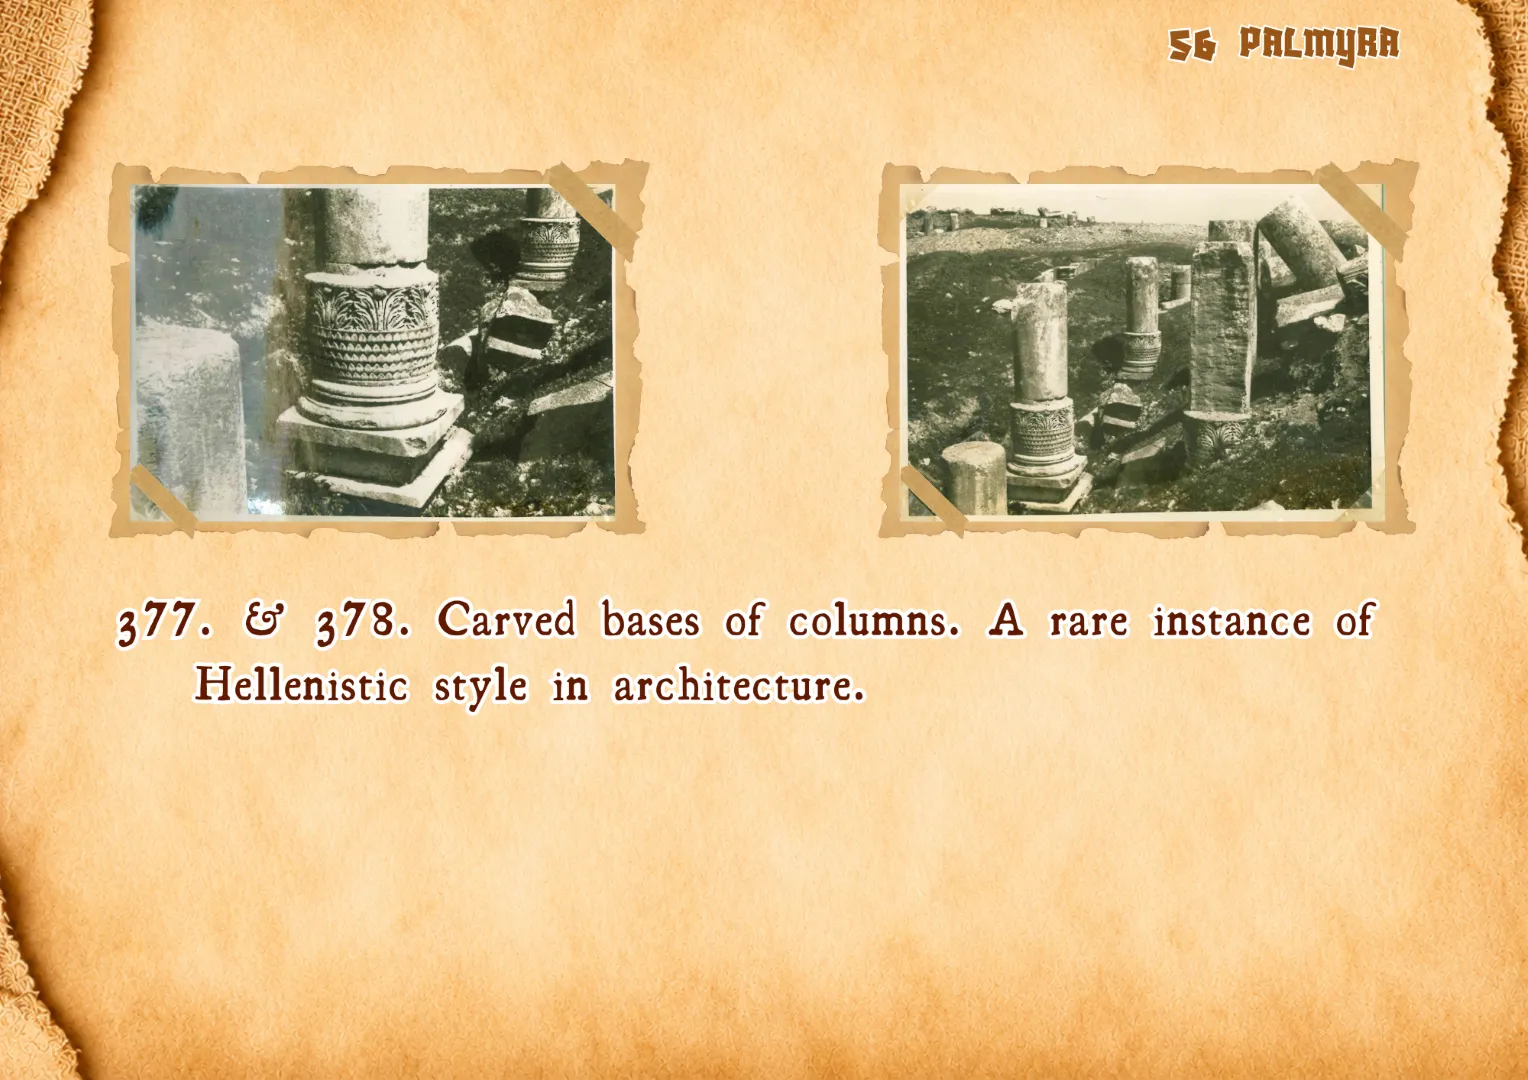 56 PALMYRA
377. & 378. Carved bases of columns. A rare instance of
Hellenistic style in architecture.